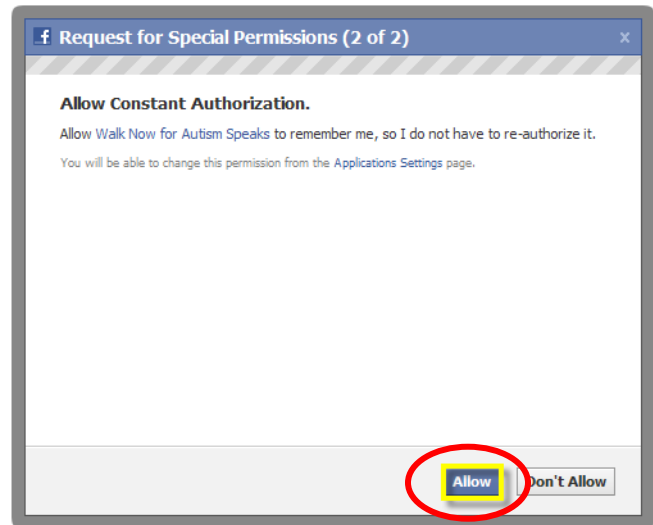 f Request for Special Permissions (2 of 2) x
Allow Constant Authorization.
Allow Walk Now for Autism Speaks to remember me, so I do not have to re-authorize it.
You will be able to change this permission from the Applications Settings page.
Allow Don't Allow